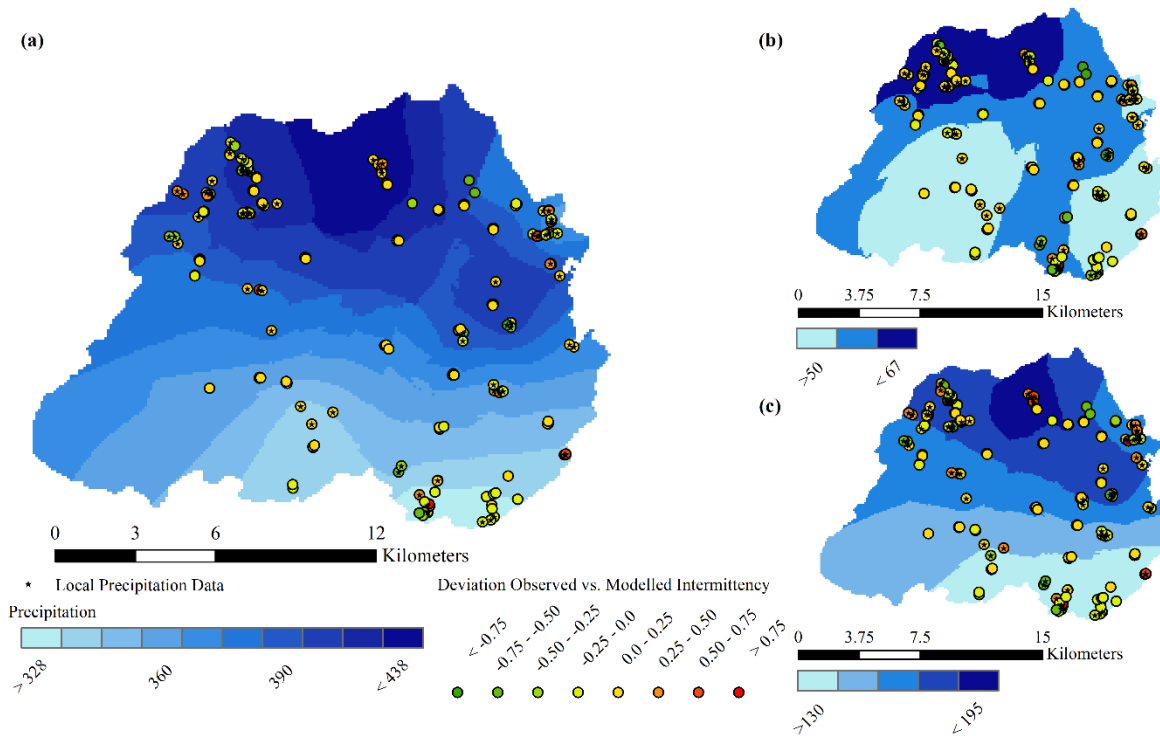 (a)
0 3 6 12
Kilometers
★ Local Precipitation Data
Precipitation
> 328 360 390 < 438
Deviation Observed vs. Modelled Intermittency
< -0.75
-0.75 - -0.50
-0.50 - -0.25
-0.25 - 0.0
0.0 - 0.25
0.25 - 0.50
0.50 - 0.75
> 0.75
(b)
0 3.75 7.5 15
Kilometers
>50 < 67
(c)
0 3.75 7.5 15
Kilometers
>130 < 195